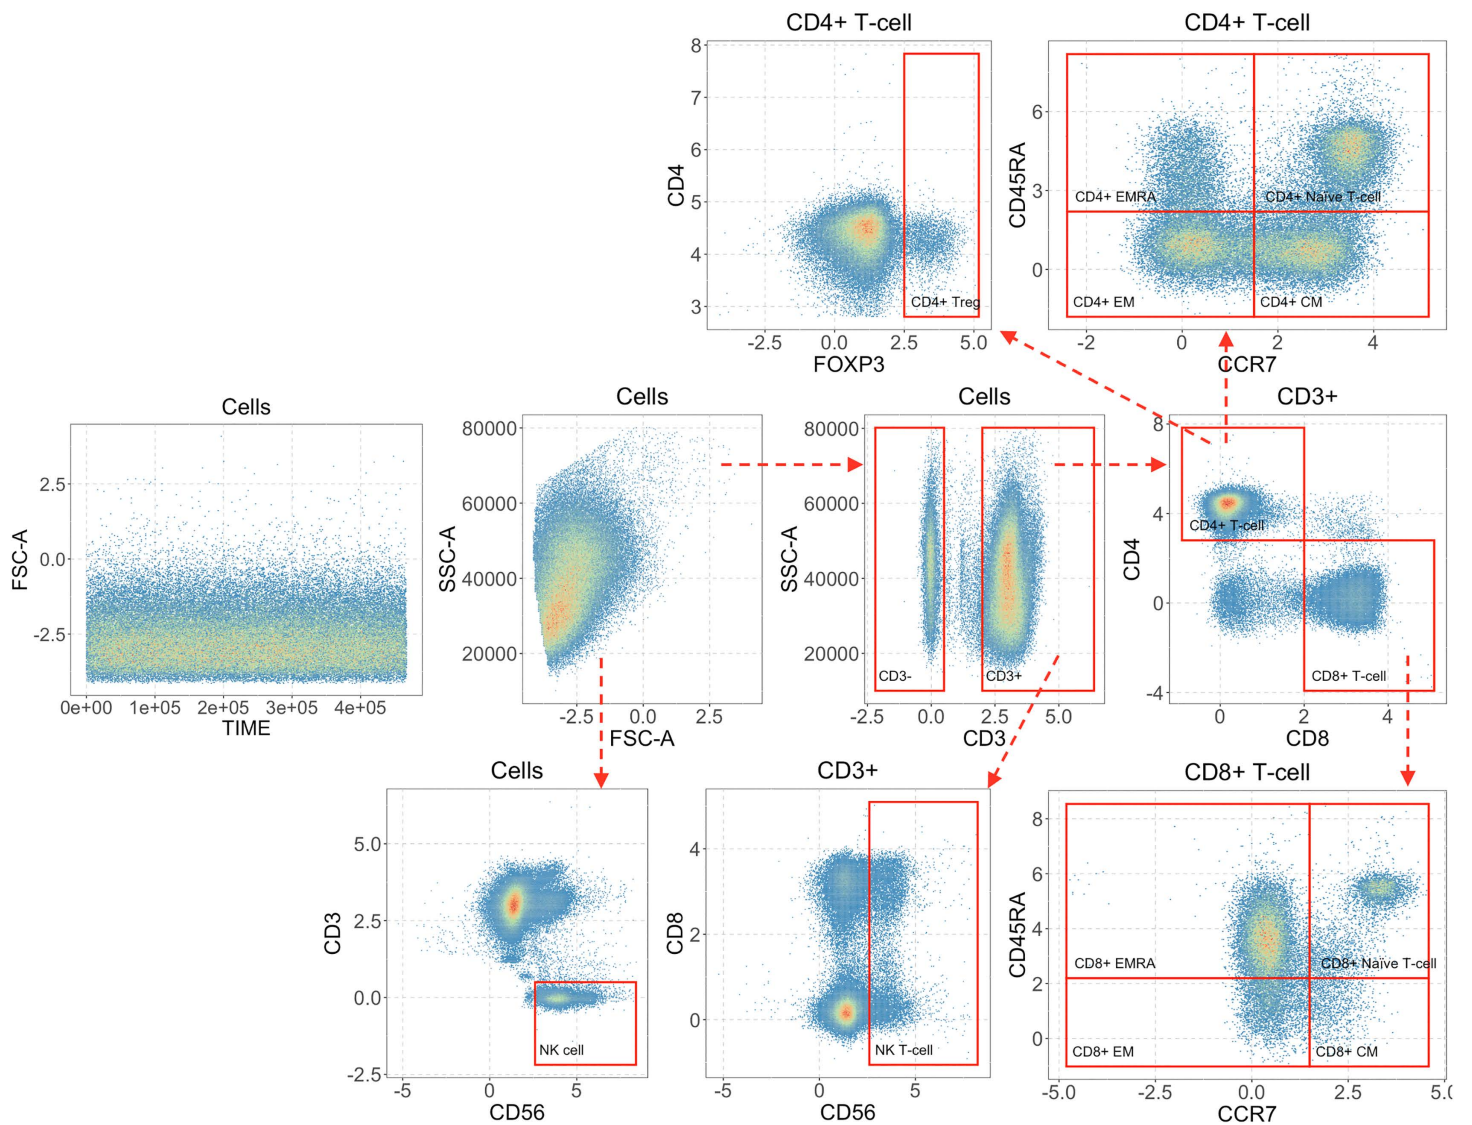 CD4+ T-cell
8
7
6
5
4
3
CD4
CD4+ Treg
-2.5 0.0 2.5 5.0
FOXP3
CD4+ T-cell
6
3
0
CD45RA
CD4+ EMRA
CD4+ Naïve T-cell
CD4+ EM
CD4+ CM
-2 0 2 4
CCR7
Cells
2.5
0.0
-2.5
FSC-A
0e+00 1e+05 2e+05 3e+05 4e+05
TIME
Cells
80000
60000
40000
20000
SSC-A
-2.5 0.0 2.5
FSC-A
Cells
80000
60000
40000
20000
SSC-A
CD3-
CD3+
-2.5 0.0 2.5 5.0
CD3
CD3+
8
4
0
-4
CD4
CD4+ T-cell
CD8+ T-cell
0 2 4
CD8
Cells
5.0
2.5
0.0
-2.5
CD3
NK cell
-5 0 5
CD56
CD3+
4
2
0
CD8
NK T-cell
-5 0 5
CD56
CD8+ T-cell
8
6
4
2
0
CD45RA
CD8+ EMRA
CD8+ Naïve T-cell
CD8+ EM
CD8+ CM
-5.0 -2.5 0.0 2.5 5.0
CCR7